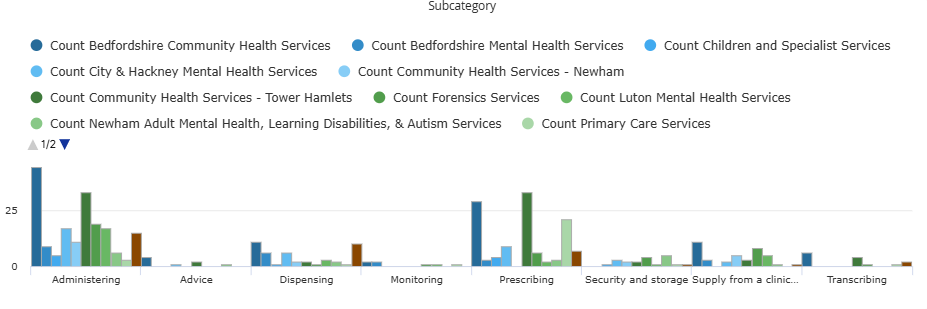 Subcategory
Count Bedfordshire Community Health Services Count Bedfordshire Mental Health Services Count Children and Specialist Services
Count City & Hackney Mental Health Services Count Community Health Services - Newham
Count Community Health Services - Tower Hamlets Count Forensics Services Count Luton Mental Health Services
Count Newham Adult Mental Health, Learning Disabilities, & Autism Services Count Primary Care Services
1/2
25
0
Administering Advice Dispensing Monitoring Prescribing Security and storage Supply from a clinic... Transcribing